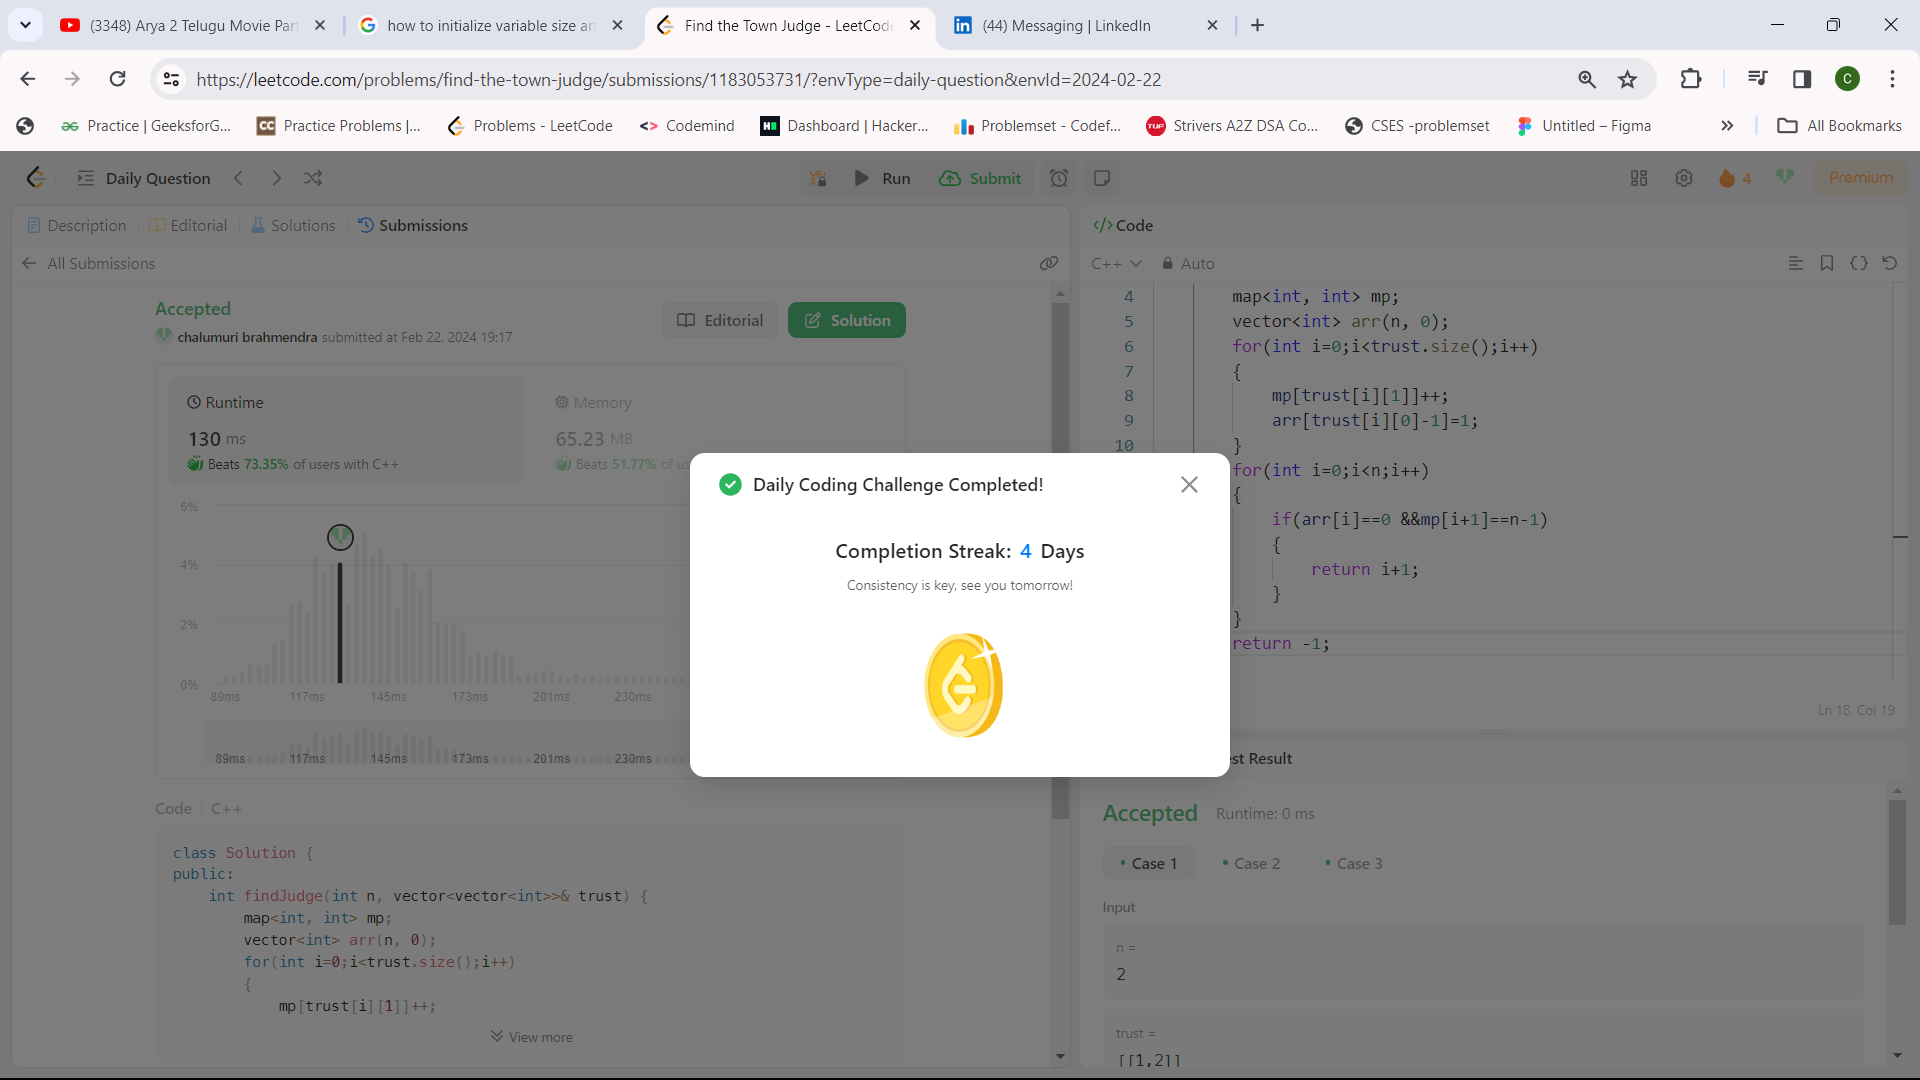 (3348) Arya 2 Telugu Movie Par
how to initialize variable size ar
Find the Town Judge - LeetCode
(44) Messaging | LinkedIn
https://leetcode.com/problems/find-the-town-judge/submissions/1183053731/?envType=daily-question&envId=2024-02-22
C
Practice | GeeksforG...
Practice Problems |...
Problems - LeetCode
Codemind
Dashboard | Hacker...
Problemset - Codef...
Strivers A2Z DSA Co...
CSES -problemset
Untitled – Figma
All Bookmarks
Daily Question
Run
Submit
4
Premium
Description
Editorial
Solutions
Submissions
All Submissions
Accepted
chalumuri brahmendra submitted at Feb 22, 2024 19:17
Editorial
Solution
Runtime
130 ms
Beats 73.35% of users with C++
Memory
65.23 MB
Beats 51.77% of us
6%
4%
2%
0%
89ms 117ms 145ms 173ms 201ms 230ms
89ms 117ms 145ms 173ms 201ms 230ms
Code | C++
class Solution {
public:
int findJudge(int n, vector<vector<int>>& trust) {
map<int, int> mp;
vector<int> arr(n, 0);
for(int i=0;i<trust.size();i++)
{
mp[trust[i][1]]++;
View more
Daily Coding Challenge Completed!
Completion Streak: 4 Days
Consistency is key, see you tomorrow!
</> Code
C++
Auto
4 map<int, int> mp;
5 vector<int> arr(n, 0);
6 for(int i=0;i<trust.size();i++)
7 {
8 mp[trust[i][1]]++;
9 arr[trust[i][0]-1]=1;
10 }
for(int i=0;i<n;i++)
{
if(arr[i]==0 &&mp[i+1]==n-1)
{
return i+1;
}
}
return -1;
Ln 18, Col 19
st Result
Accepted Runtime: 0 ms
Case 1
Case 2
Case 3
Input
n =
2
trust =
[[1,2]]